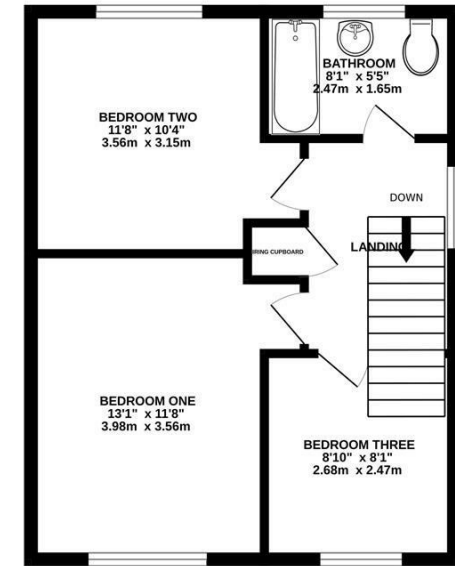 BATHROOM
8'1" x 5'5"
2.47m x 1.65m
BEDROOM TWO
11'8" x 10'4"
3.56m x 3.15m
DOWN
LANDING
CUPBOARD
BEDROOM ONE
13'1" x 11'8"
3.98m x 3.56m
BEDROOM THREE
8'10" x 8'1"
2.68m x 2.47m